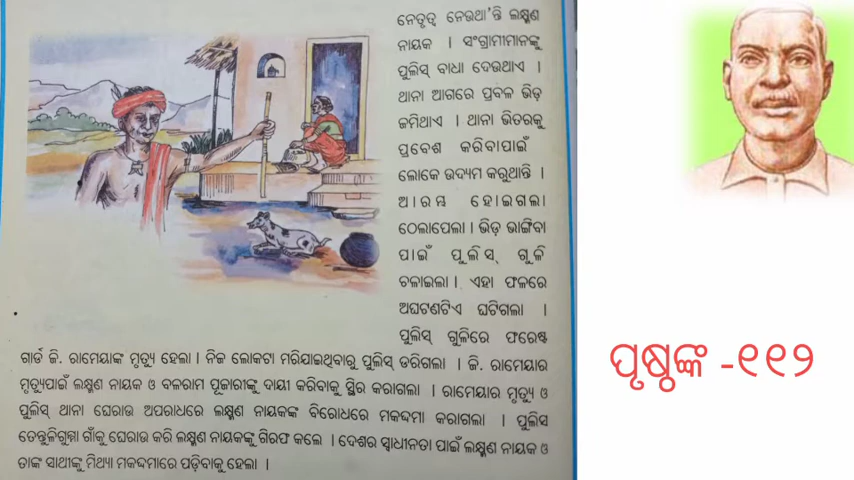 ନେତୃତ୍ୱ ନେଉଥା'ନ୍ତି ଲକ୍ଷ୍ମଣ
ନାୟକ । ସଂଗ୍ରାମୀମାନଙ୍କୁ
ପୁଲିସ୍ ବାଧା ଦେଉଥାଏ ।
ଥାନା ଆଗରେ ପ୍ରବଳ ଭିଡ଼
ଜମିଥାଏ । ଥାନା ଭିତରକୁ
ପ୍ରବେଶ କରିବାପାଇଁ
ଲୋକେ ଉଦ୍ୟମ କରୁଥାନ୍ତି ।
ଆରମ୍ଭ ହୋଇଗଲା
ଠେଲାପେଲା । ଭିଡ଼ ଭାଙ୍ଗିବା
ପାଇଁ ପୁଲିସ୍ ଗୁଳି
ଚଳାଇଲା । ଏହା ଫଳରେ
ଅଘଟଣଟିଏ ଘଟିଗଲା ।
ପୁଲିସ୍ ଗୁଳିରେ ଫରେଷ୍ଟ
ଗାର୍ଡ ଜି. ରାମେୟାଙ୍କ ମୃତ୍ୟୁ ହେଲା । ନିଜ ଲୋକଟା ମରିଯାଇଥିବାରୁ ପୁଲିସ୍ ଡରିଗଲା । ଜି. ରାମେୟାର
ମୃତ୍ୟୁପାଇଁ ଲକ୍ଷ୍ମଣ ନାୟକ ଓ ବଳରାମ ପୂଜାରୀଙ୍କୁ ଦାୟୀ କରିବାକୁ ସ୍ଥିର କରାଗଲା । ରାମେୟାର ମୃତ୍ୟୁ ଓ
ପୁଲିସ୍ ଥାନା ଘେରାଉ ଅପରାଧରେ ଲକ୍ଷ୍ମଣ ନାୟକଙ୍କ ବିରୋଧରେ ମକଦ୍ଦମା କରାଗଲା । ପୁଲିସ
ତେନ୍ତୁଳିଗୁମ୍ମା ଗାଁକୁ ଘେରାଉ କରି ଲକ୍ଷ୍ମଣ ନାୟକଙ୍କୁ ଗିରଫ କଲେ । ଦେଶର ସ୍ୱାଧୀନତା ପାଇଁ ଲକ୍ଷ୍ମଣ ନାୟକ ଓ
ତାଙ୍କ ସାଥୀଙ୍କୁ ମିଥ୍ୟା ମକଦ୍ଦମାରେ ପଡ଼ିବାକୁ ହେଲା ।
ପୃଷ୍ଠାଙ୍କ -୧୧୨